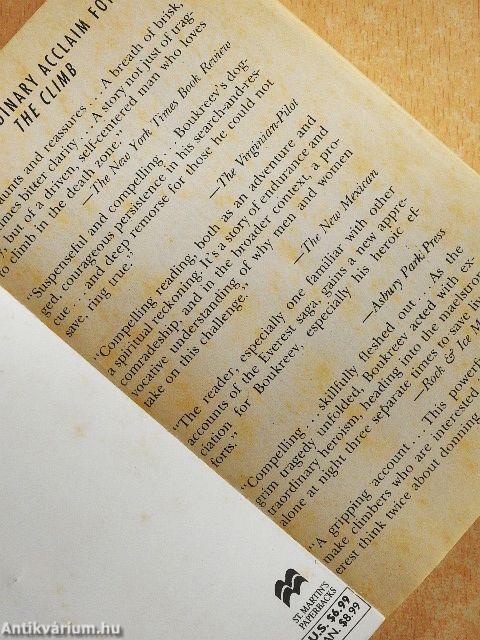 DINARY ACCLAIM FOR
THE CLIMB
unts and reassures . . . A breath of brisk,
times bitter clarity . . . A story not just of trag-
, but of a driven, self-centered man who loves
o climb in the death zone."
—The New York Times Book Review
"Suspenseful and compelling . . . Boukreev's dog-
ged, courageous persistence in his search-and-res-
cue . . . and deep remorse for those he could not
save, ring true."
—The Virginian-Pilot
"Compelling reading, both as an adventure and
a spiritual reckoning. It's a story of endurance and
comradeship, and in the broader context, a pro-
vocative understanding of why men and women
take on this challenge."
—The New Mexican
"The reader, especially one familiar with other
accounts of the Everest saga, gains a new appre-
ciation for Boukreev, especially his heroic ef-
forts."
—Asbury Park Press
"Compelling . . . skilfully fleshed out . . . As the
grim tragedy unfolded, Boukreev acted with ex-
traordinary heroism, heading into the maelstrom
alone at night three separate times to save
—Rock & Ice
"A gripping account . . . This powerf
make climbers who are interested
erest think twice about donning
ST. MARTIN'S
PAPERBACKS
.S. $6.99
AN. $8.99
Antikvárium.hu